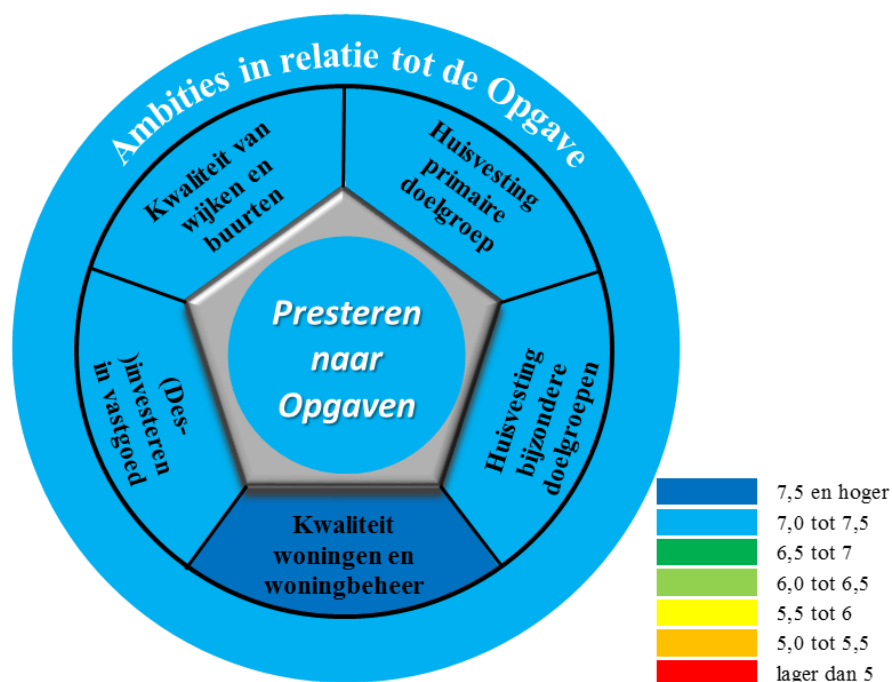 Ambities in relatie tot de Opgave
Kwaliteit van
wijken en
buurten
Huisvesting
primaire
doelgroep
(Des-
)investeren
in vastgoed
Presteren
naar
Opgaven
Huisvesting
bijzondere
doelgroepen
Kwaliteit
woningen en
woningbeheer
7,5 en hoger
7,0 tot 7,5
6,5 tot 7
6,0 tot 6,5
5,5 tot 6
5,0 tot 5,5
lager dan 5